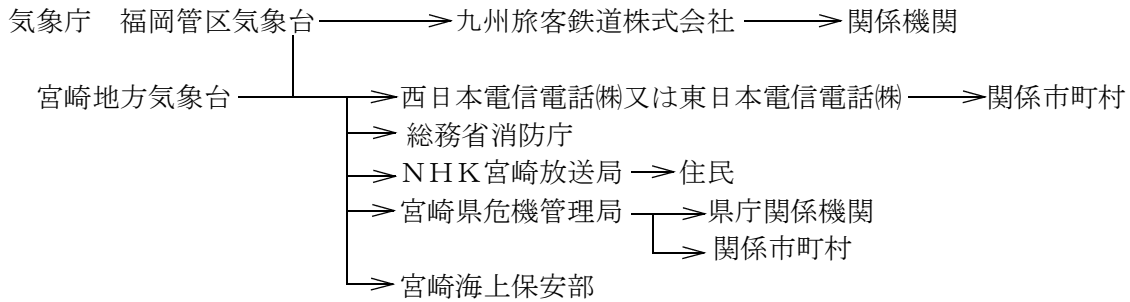 気象庁　福岡管区気象台 九州旅客鉄道株式会社 関係機関
宮崎地方気象台 西日本電信電話㈱又は東日本電信電話㈱ 関係市町村
総務省消防庁
ＮＨＫ宮崎放送局 住民
宮崎県危機管理局 県庁関係機関
関係市町村
宮崎海上保安部